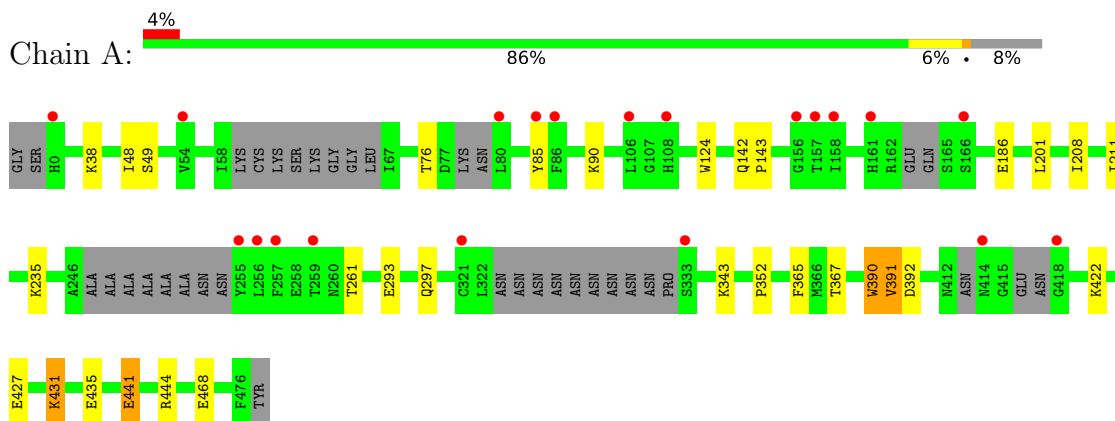 4%
Chain A:
86% 6% • 8%
GLY SER H0 K38 I48 S49 V54 I58 LYS CYS LYS SER LYS GLY GLY LEU I67 T76 D77 LYS ASN L80 Y85 F86 K90 L106 G107 H108 W124 Q142 P143 G156 T157 I158 H161 R162 GLU GLN S165 S166 E186 L201 I208
K235 A246 ALA ALA ALA ALA ALA ALA ASN ASN Y255 L256 F257 E258 T259 N260 T261 E293 Q297 C321 L322 ASN ASN ASN ASN ASN ASN ASN ASN PRO S333 K343 P352 F365 M366 T367 W390 V391 D392 N412 ASN N414 G415 GLU ASN G418 K422
E427 K431 E435 E441 R444 E468 F476 TYR